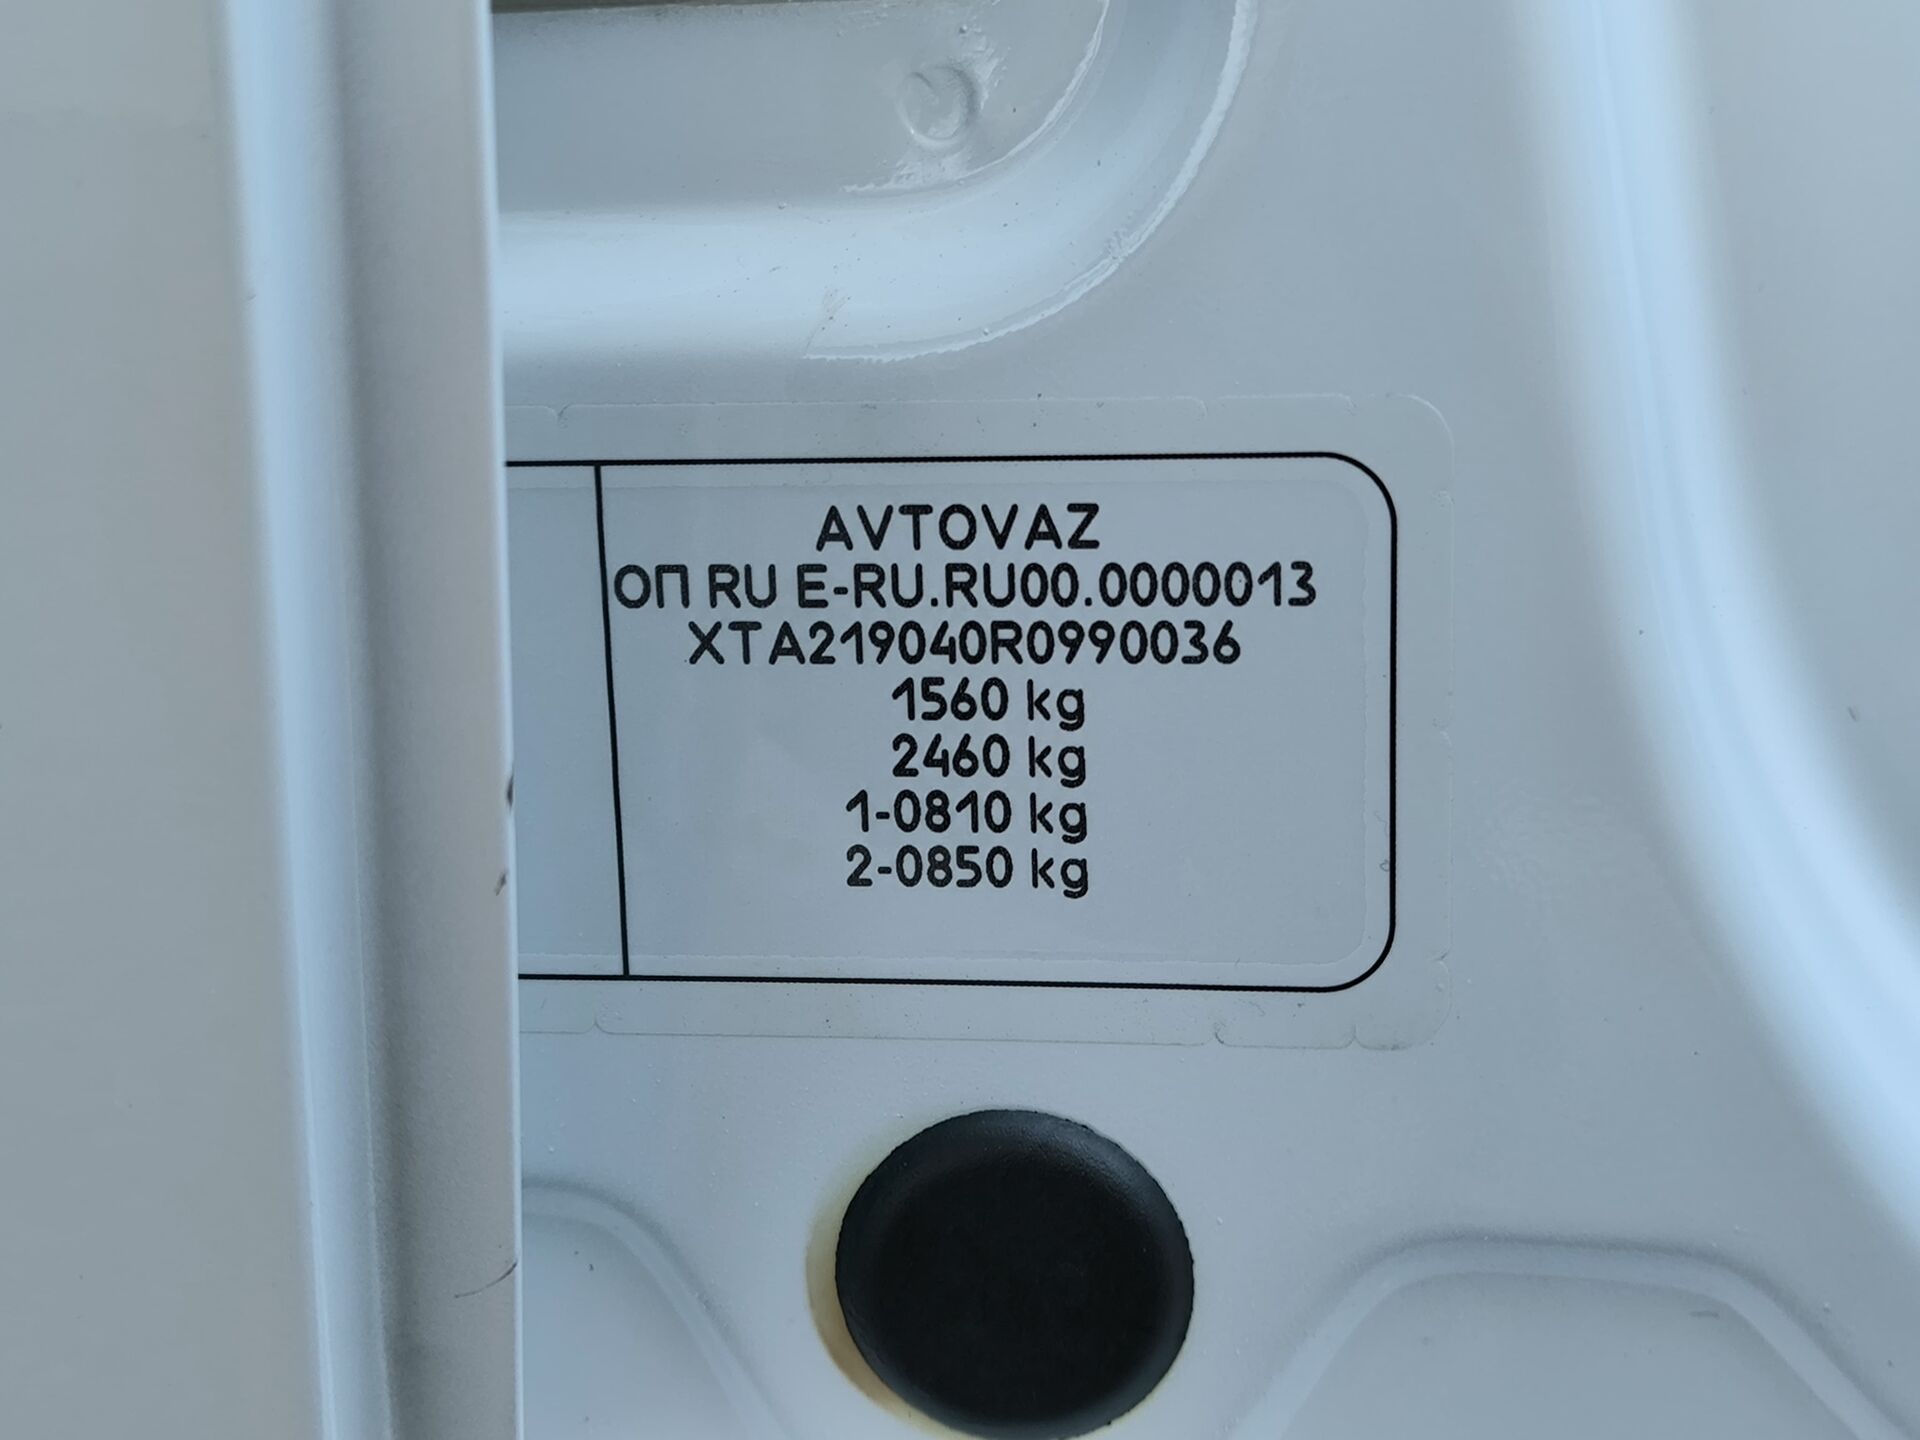 AVTOVAZ
ОП RU E-RU.RU00.0000013
XTA219040R0990036
1560 kg
2460 kg
1-0810 kg
2-0850 kg